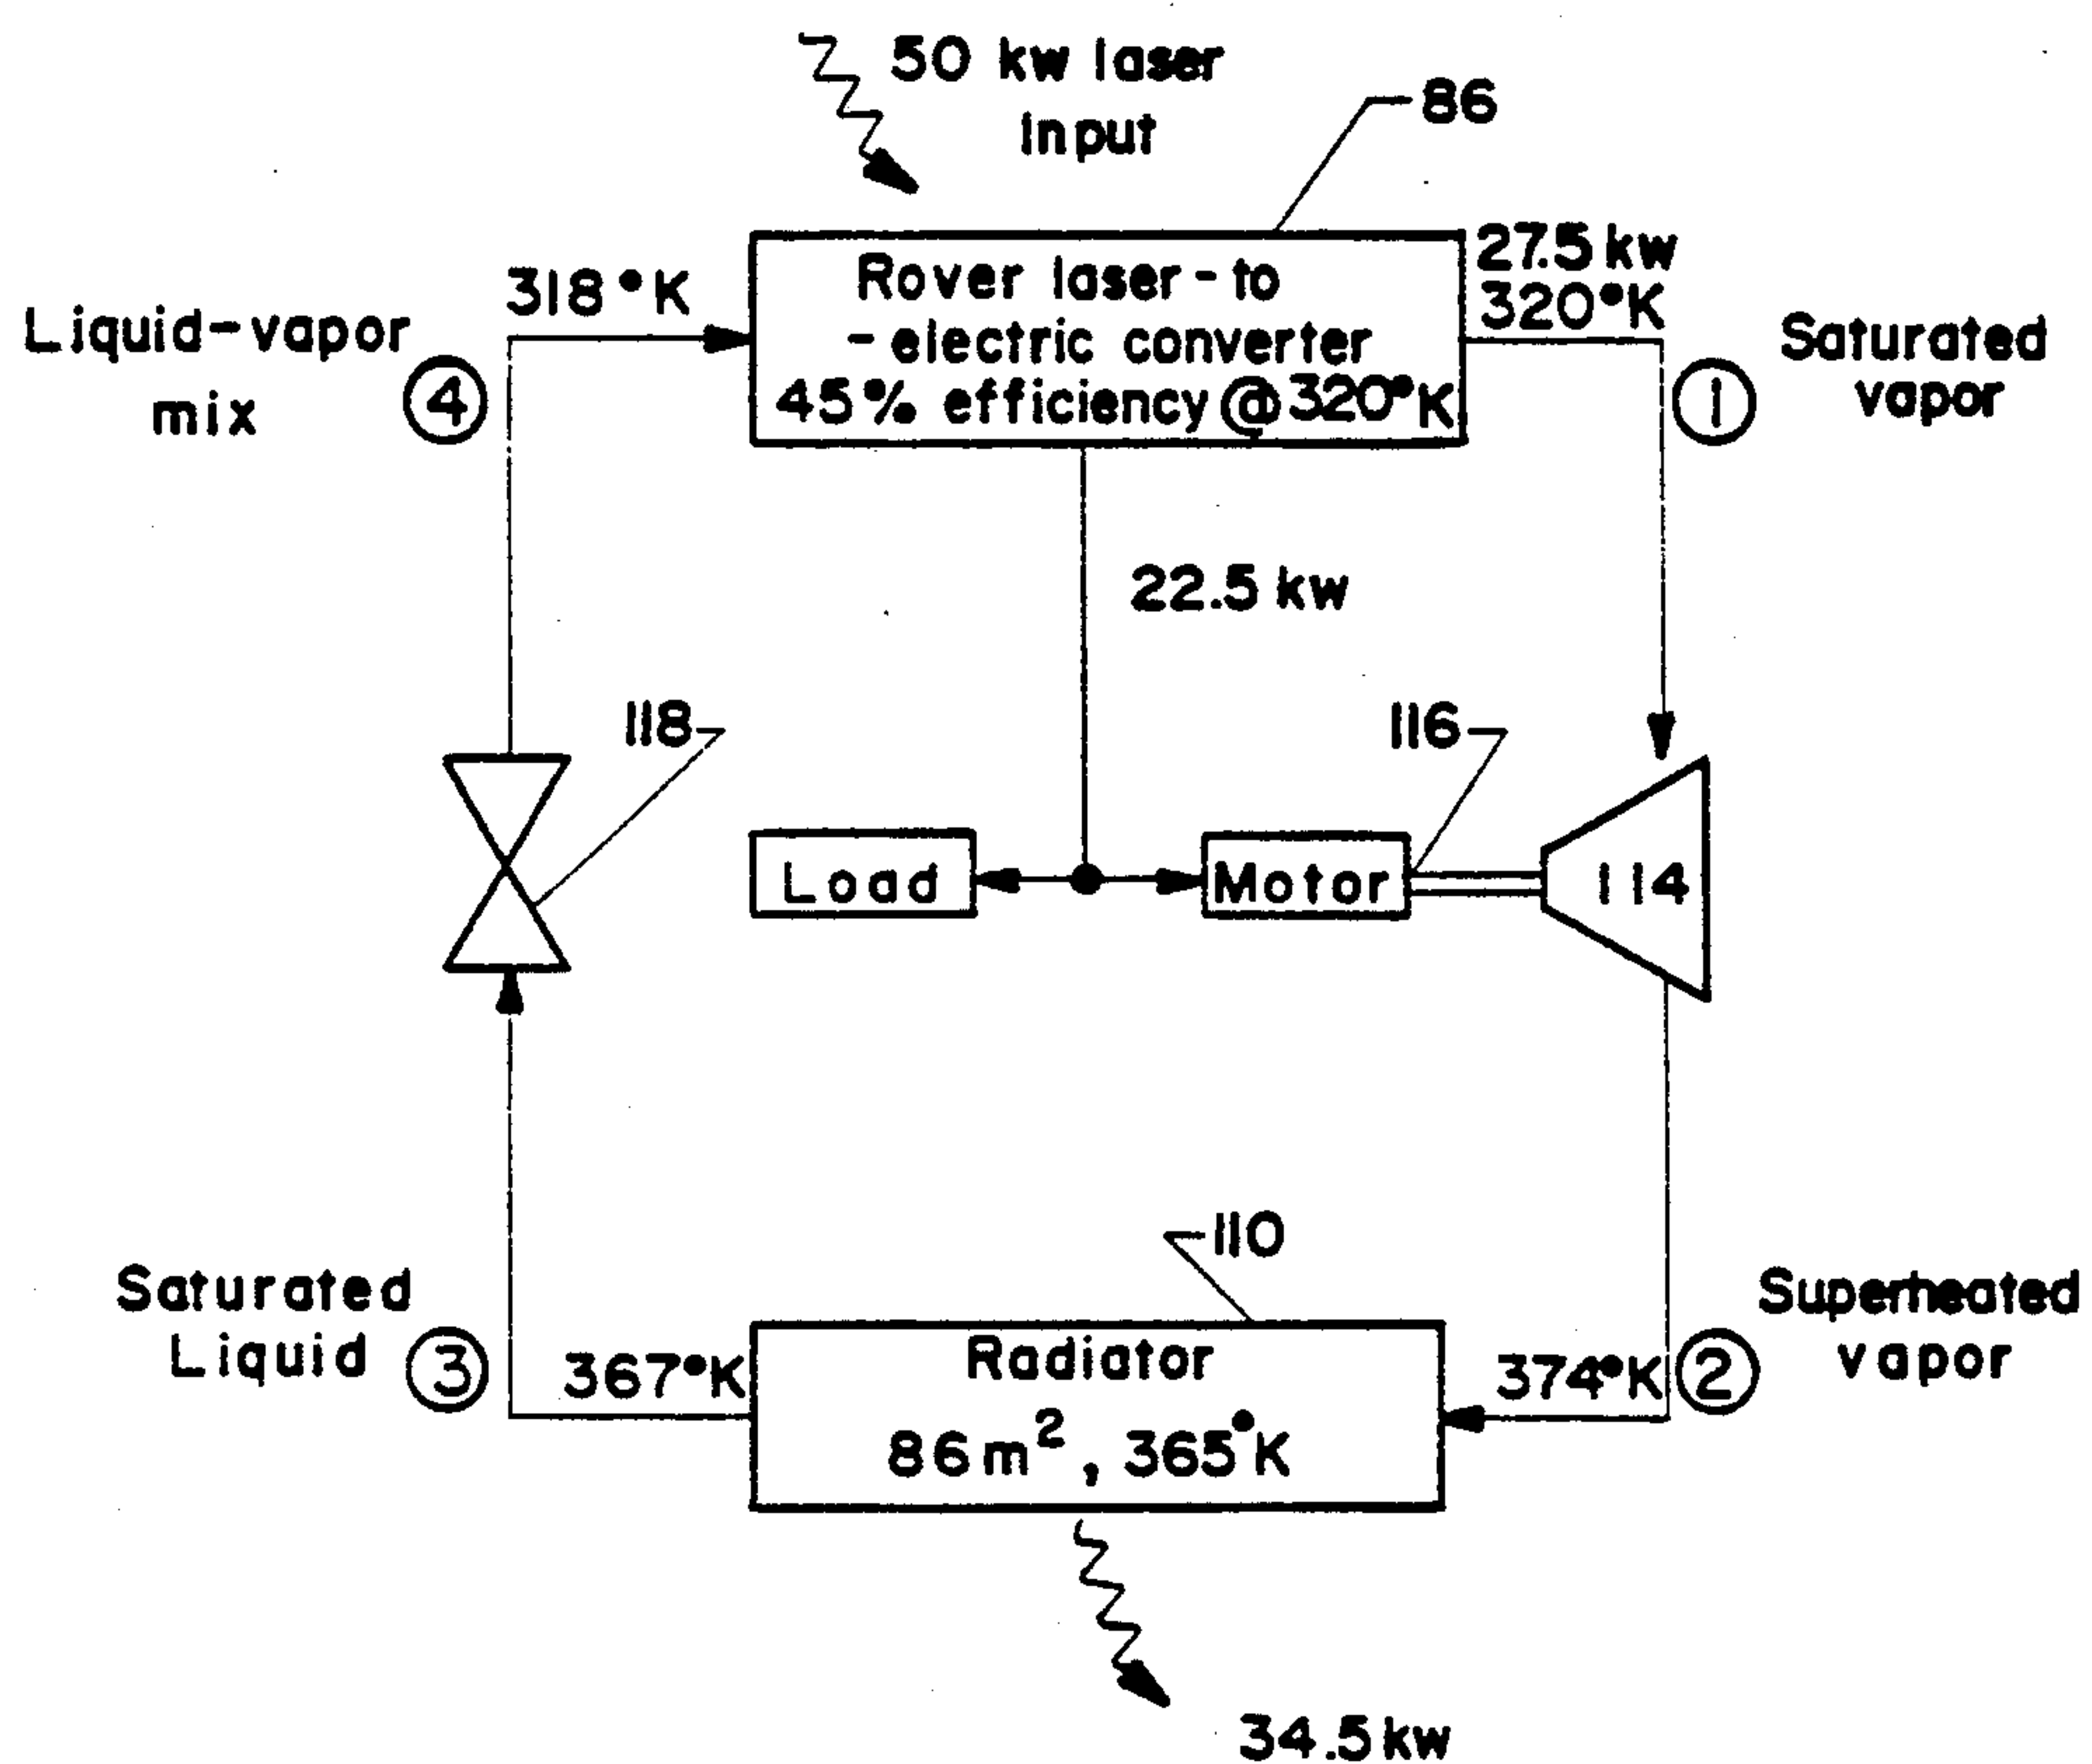 50 kw laser
input
86
318°K
Rover laser-to
-electric converter
45% efficiency @ 320°K
27.5 kw
320°K
Liquid-vapor
mix
4
Saturated
vapor
1
22.5 kw
118
116
Load
Motor
114
110
Saturated
Liquid
3
367°K
Radiator
86 m², 365°K
374°K
2
Superheated
vapor
34.5 kw